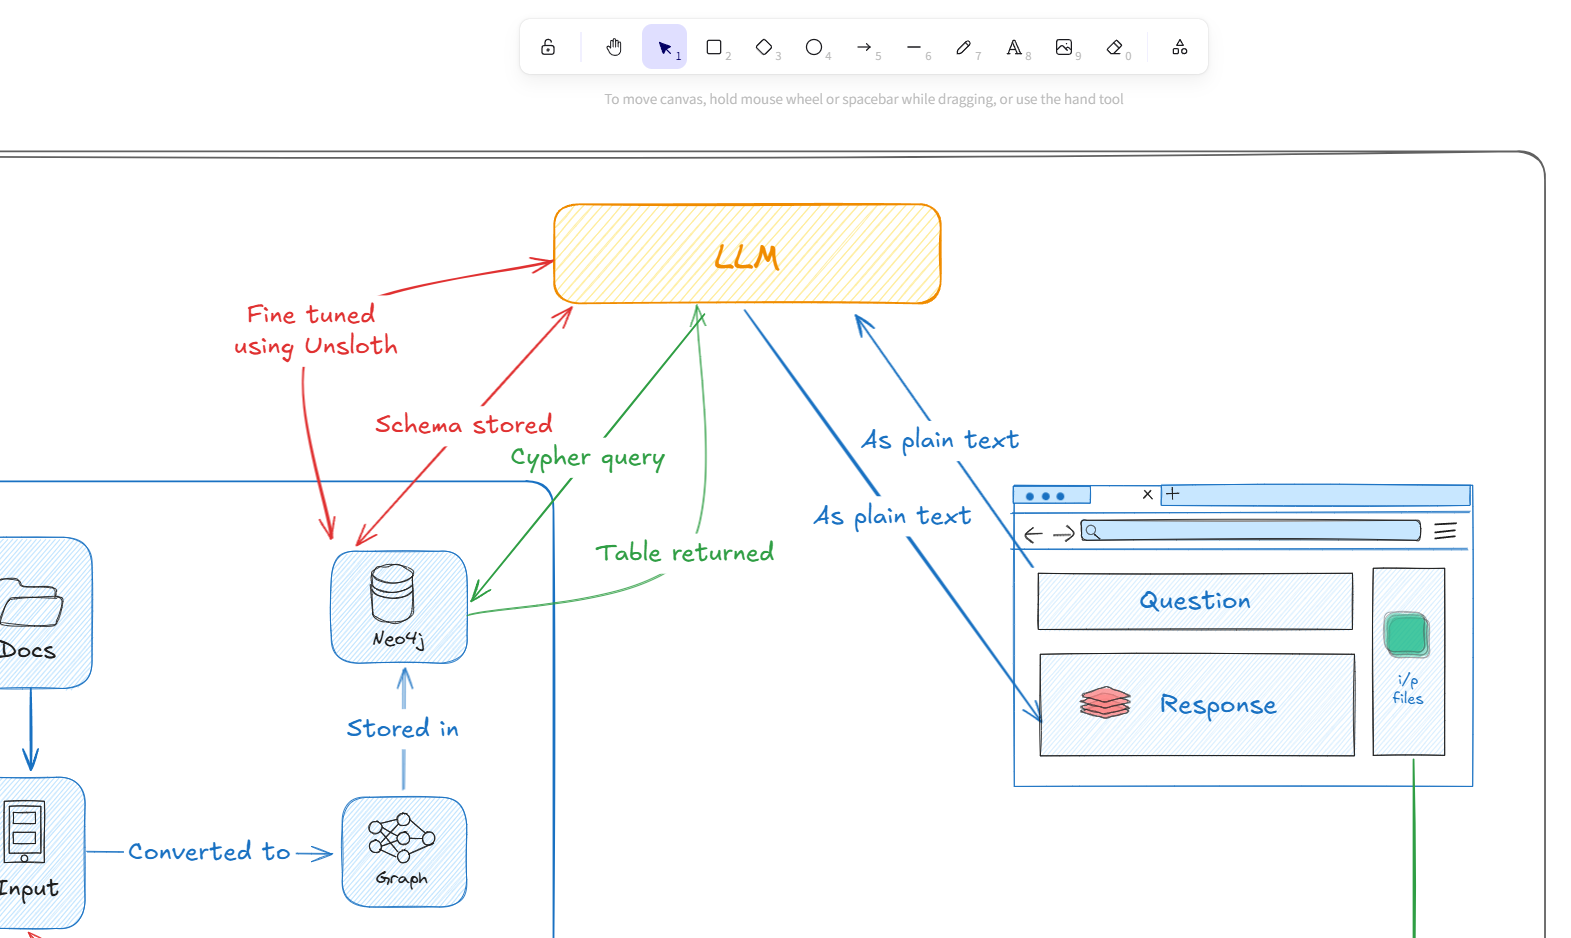 1
2
3
4
5
6
7
8
9
0
To move canvas, hold mouse wheel or spacebar while dragging, or use the hand tool
LLM
Fine tuned
using Unsloth
Schema stored
Cypher query
As plain text
As plain text
Table returned
Question
Response
i/p
files
Docs
Neo4j
Stored in
Converted to
Input
Graph